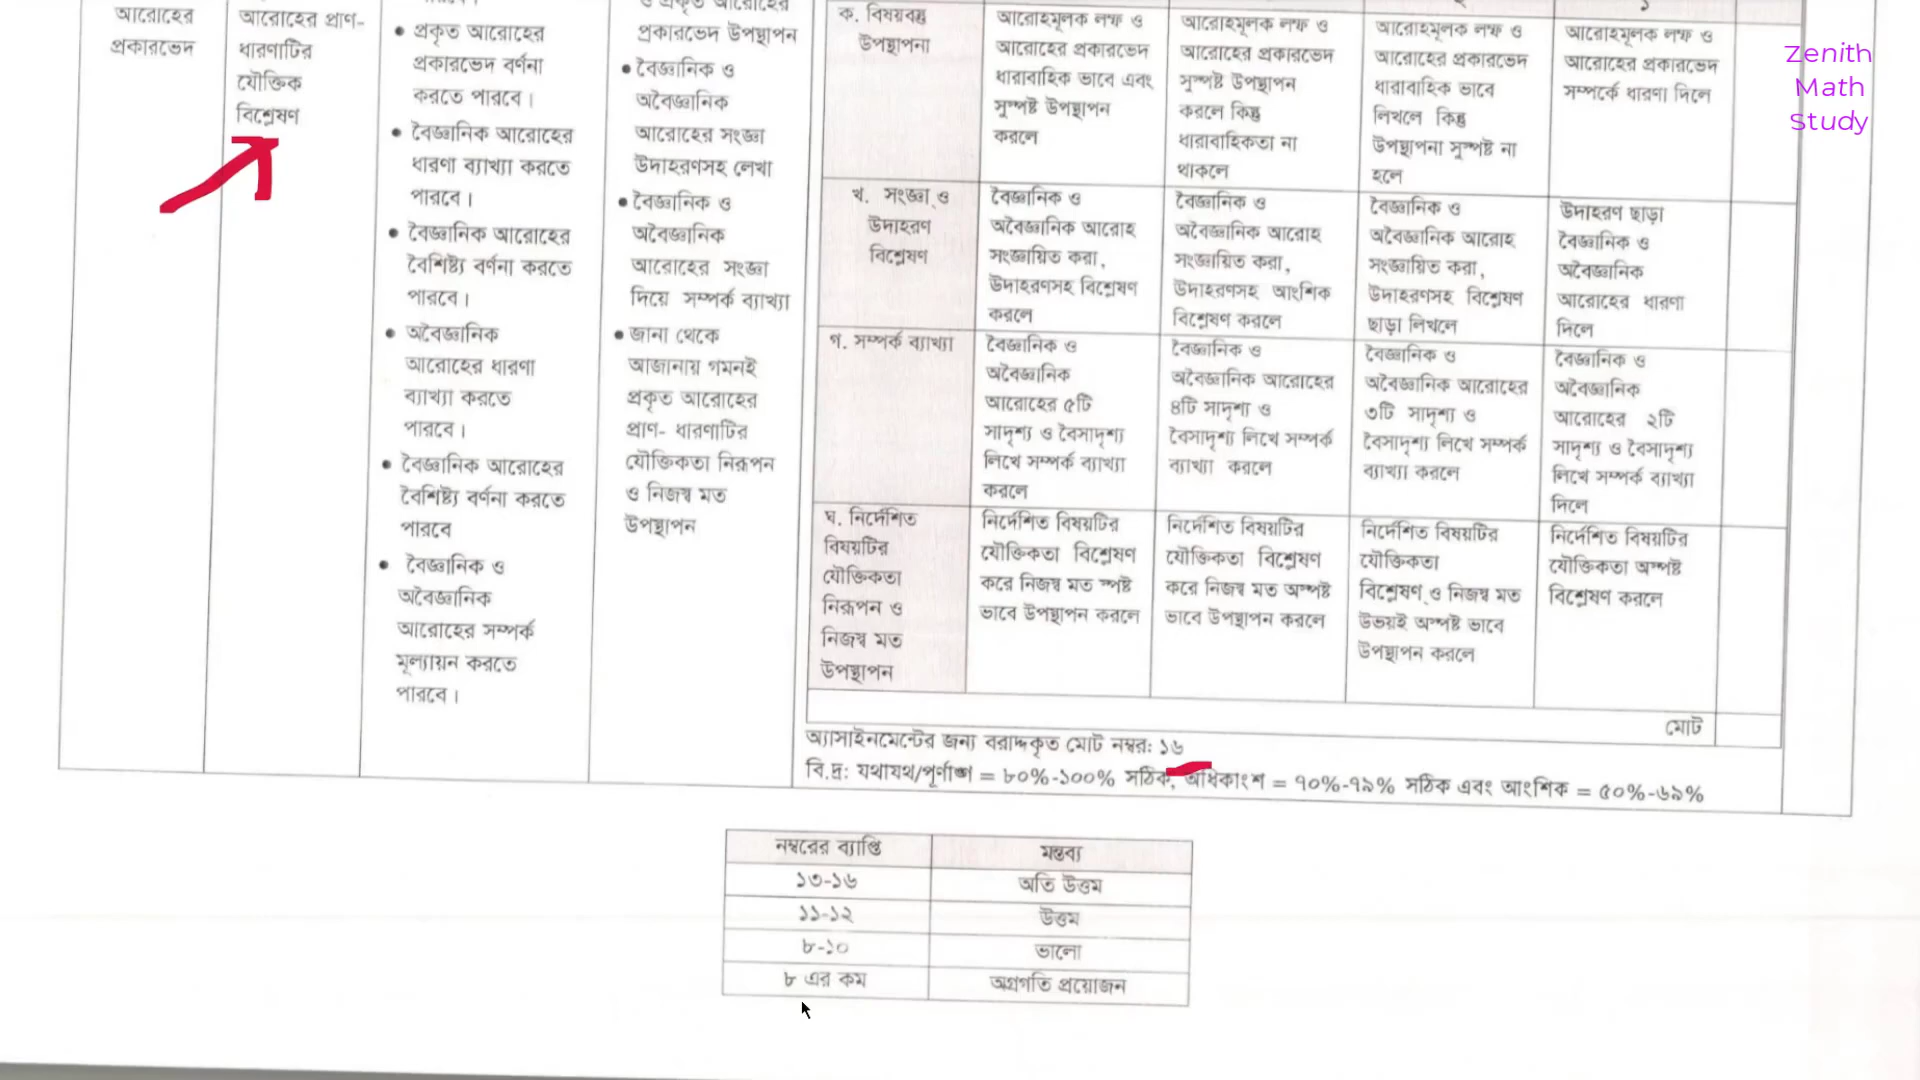 আরোহের
প্রকারভেদ
আরোহের প্রাণ-
ধারণাটির
যৌক্তিক
বিশ্লেষণ
• প্রকৃত আরোহের
প্রকারভেদ বর্ণনা
করতে পারবে।
• বৈজ্ঞানিক আরোহের
ধারণা ব্যাখ্যা করতে
পারবে।
• বৈজ্ঞানিক আরোহের
বৈশিষ্ট্য বর্ণনা করতে
পারবে।
• অবৈজ্ঞানিক
আরোহের ধারণা
ব্যাখ্যা করতে
পারবে।
• বৈজ্ঞানিক আরোহের
বৈশিষ্ট্য বর্ণনা করতে
পারবে
• বৈজ্ঞানিক ও
অবৈজ্ঞানিক
আরোহের সম্পর্ক
মূল্যায়ন করতে
পারবে।
ও প্রকৃত আরোহের
প্রকারভেদ উপস্থাপন
• বৈজ্ঞানিক ও
অবৈজ্ঞানিক
আরোহের সংজ্ঞা
উদাহরণসহ লেখা
• বৈজ্ঞানিক ও
অবৈজ্ঞানিক
আরোহের সংজ্ঞা
দিয়ে সম্পর্ক ব্যাখ্যা
• জানা থেকে
আজানায় গমনই
প্রকৃত আরোহের
প্রাণ- ধারণাটির
যৌক্তিকতা নিরূপন
ও নিজস্ব মত
উপস্থাপন
ক. বিষয়বস্তু
উপস্থাপনা
আরোহমূলক লম্ফ ও
আরোহের প্রকারভেদ
ধারাবাহিক ভাবে এবং
সুস্পষ্ট উপস্থাপন
করলে
আরোহমূলক লম্ফ ও
আরোহের প্রকারভেদ
সুস্পষ্ট উপস্থাপন
করলে কিন্তু
ধারাবাহিকতা না
থাকলে
আরোহমূলক লম্ফ ও
আরোহের প্রকারভেদ
ধারাবাহিক ভাবে
লিখলে কিন্তু
উপস্থাপনা সুস্পষ্ট না
হলে
আরোহমূলক লম্ফ ও
আরোহের প্রকারভেদ
সম্পর্কে ধারণা দিলে
খ. সংজ্ঞা ও
উদাহরণ
বিশ্লেষণ
বৈজ্ঞানিক ও
অবৈজ্ঞানিক আরোহ
সংজ্ঞায়িত করা,
উদাহরণসহ বিশ্লেষণ
করলে
বৈজ্ঞানিক ও
অবৈজ্ঞানিক আরোহ
সংজ্ঞায়িত করা,
উদাহরণসহ আংশিক
বিশ্লেষণ করলে
বৈজ্ঞানিক ও
অবৈজ্ঞানিক আরোহ
সংজ্ঞায়িত করা,
উদাহরণসহ বিশ্লেষণ
ছাড়া লিখলে
উদাহরণ ছাড়া
বৈজ্ঞানিক ও
অবৈজ্ঞানিক
আরোহের ধারণা
দিলে
গ. সম্পর্ক ব্যাখ্যা
বৈজ্ঞানিক ও
অবৈজ্ঞানিক
আরোহের ৫টি
সাদৃশ্য ও বৈসাদৃশ্য
লিখে সম্পর্ক ব্যাখ্যা
করলে
বৈজ্ঞানিক ও
অবৈজ্ঞানিক আরোহের
৪টি সাদৃশ্য ও
বৈসাদৃশ্য লিখে সম্পর্ক
ব্যাখ্যা করলে
বৈজ্ঞানিক ও
অবৈজ্ঞানিক আরোহের
৩টি সাদৃশ্য ও
বৈসাদৃশ্য লিখে সম্পর্ক
ব্যাখ্যা করলে
বৈজ্ঞানিক ও
অবৈজ্ঞানিক
আরোহের ২টি
সাদৃশ্য ও বৈসাদৃশ্য
লিখে সম্পর্ক ব্যাখ্যা
দিলে
ঘ. নির্দেশিত
বিষয়টির
যৌক্তিকতা
নিরূপন ও
নিজস্ব মত
উপস্থাপন
নির্দেশিত বিষয়টির
যৌক্তিকতা বিশ্লেষণ
করে নিজস্ব মত স্পষ্ট
ভাবে উপস্থাপন করলে
নির্দেশিত বিষয়টির
যৌক্তিকতা বিশ্লেষণ
করে নিজস্ব মত অস্পষ্ট
ভাবে উপস্থাপন করলে
নির্দেশিত বিষয়টির
যৌক্তিকতা
বিশ্লেষণ ও নিজস্ব মত
উভয়ই অস্পষ্ট ভাবে
উপস্থাপন করলে
নির্দেশিত বিষয়টির
যৌক্তিকতা অস্পষ্ট
বিশ্লেষণ করলে
মোট
অ্যাসাইনমেন্টের জন্য বরাদ্দকৃত মোট নম্বর: ১৬
বি.দ্র: যথাযথ/পূর্ণাঙ্গ = ৮০%-১০০% সঠিক, অধিকাংশ = ৭০%-৭৯% সঠিক এবং আংশিক = ৫০%-৬৯%
নম্বরের ব্যাপ্তি মন্তব্য
১৩-১৬ অতি উত্তম
১১-১২ উত্তম
৮-১০ ভালো
৮ এর কম অগ্রগতি প্রয়োজন
Zenith
Math
Study